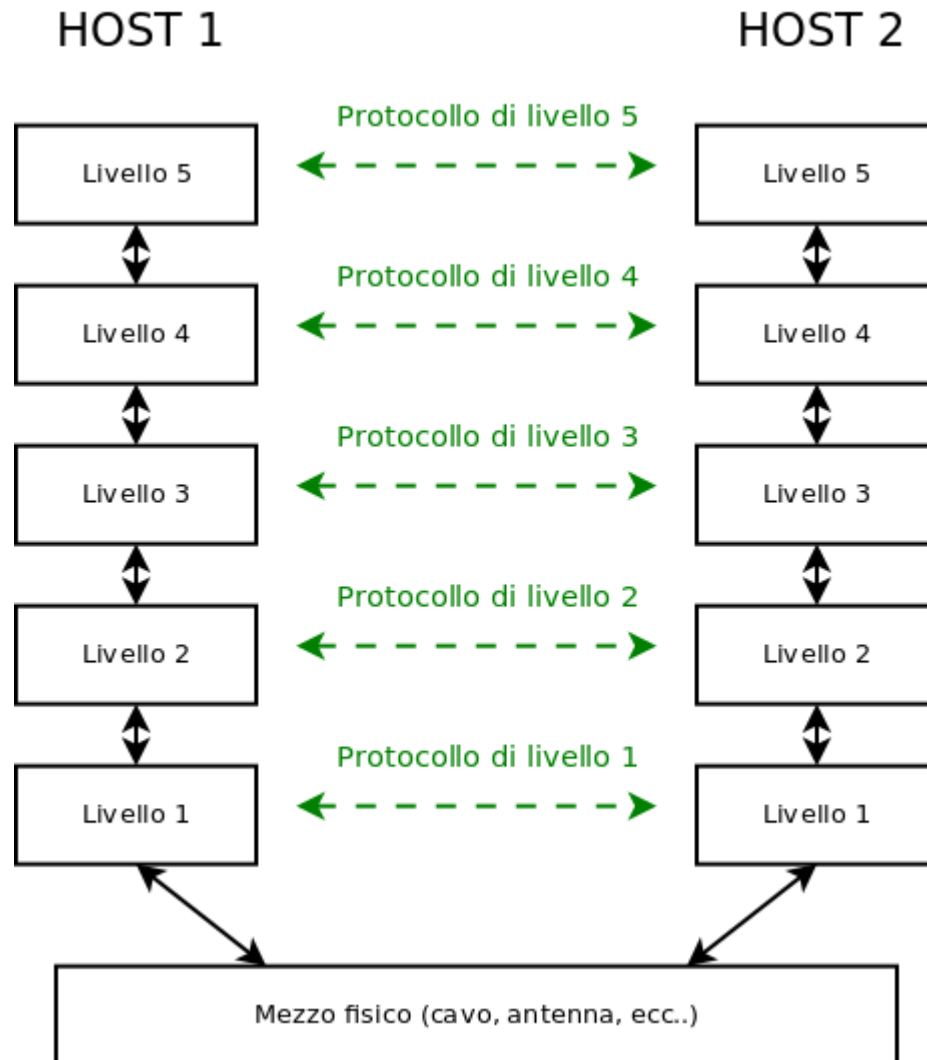 HOST 1
HOST 2
Protocollo di livello 5
Livello 5
Livello 5
Protocollo di livello 4
Livello 4
Livello 4
Protocollo di livello 3
Livello 3
Livello 3
Protocollo di livello 2
Livello 2
Livello 2
Protocollo di livello 1
Livello 1
Livello 1
Mezzo fisico (cavo, antenna, ecc..)